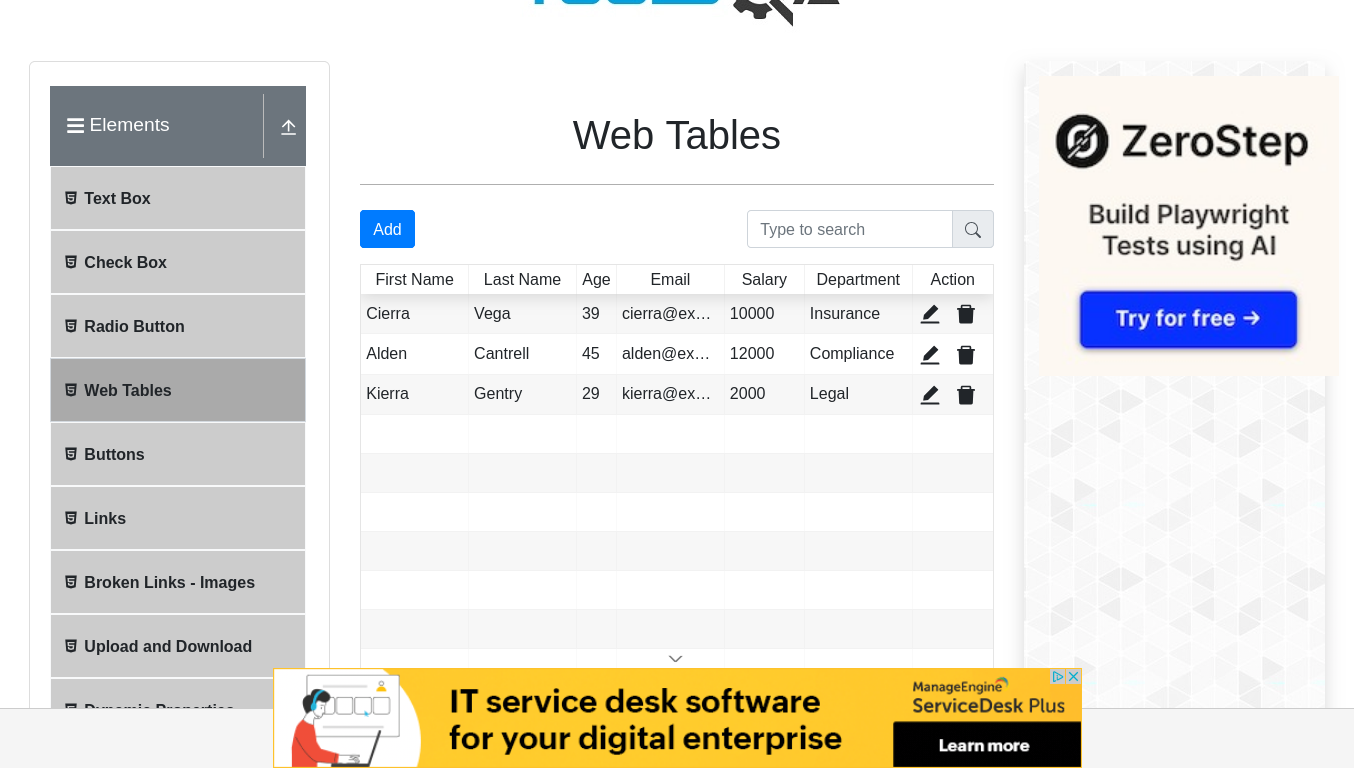 Elements
Text Box
Check Box
Radio Button
Web Tables
Buttons
Links
Broken Links - Images
Upload and Download
Web Tables
Add
Type to search
First Name Last Name Age Email Salary Department Action
Cierra Vega 39 cierra@ex… 10000 Insurance
Alden Cantrell 45 alden@ex… 12000 Compliance
Kierra Gentry 29 kierra@ex… 2000 Legal
ZeroStep
Build Playwright
Tests using AI
Try for free →
IT service desk software
for your digital enterprise
ManageEngine
ServiceDesk Plus
Learn more